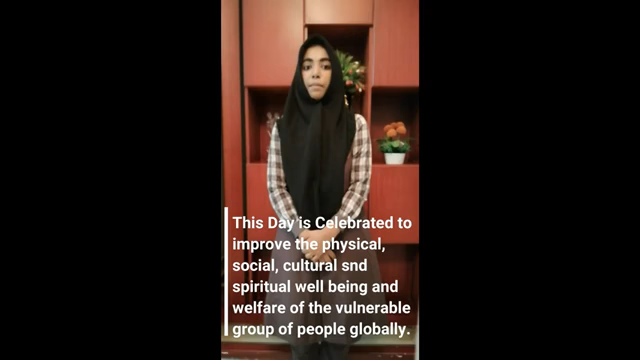 This Day is Celebrated to
improve the physical,
social, cultural snd
spiritual well being and
welfare of the vulnerable
group of people globally.